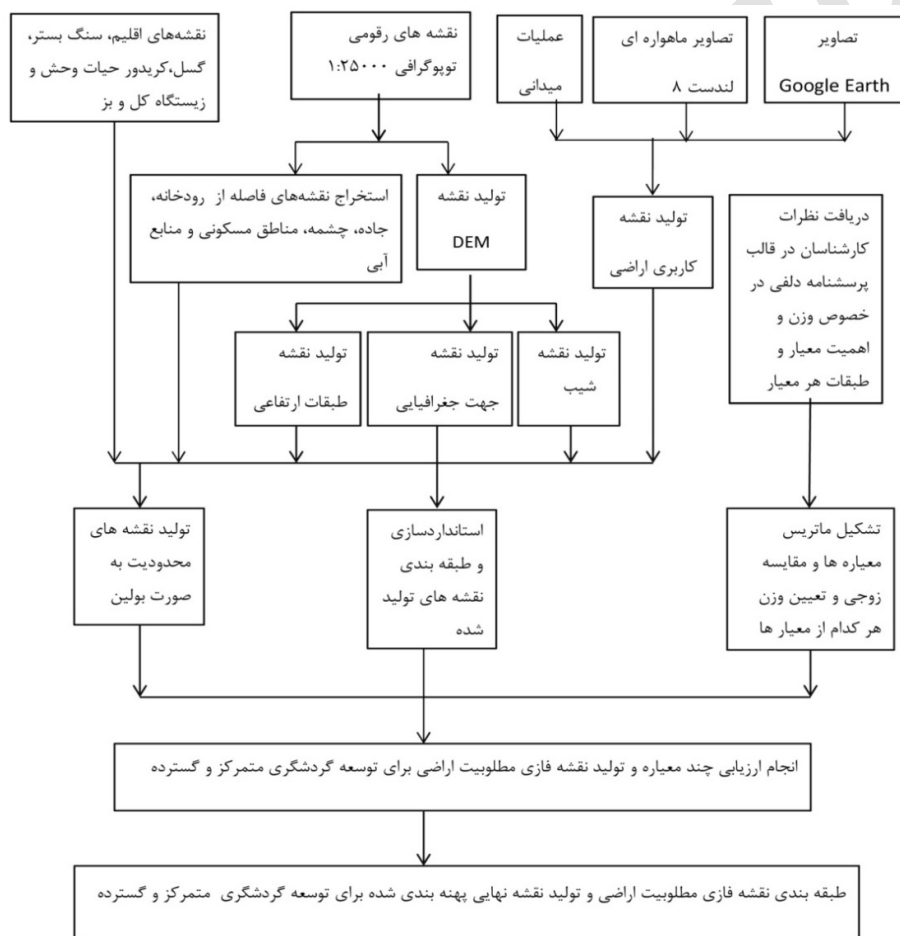 نقشه‌های اقلیم، سنگ بستر،
گسل،کریدور حیات وحش و
زیستگاه کل و بز
نقشه های رقومی
توپوگرافی ۱:۲۵۰۰۰
عملیات
میدانی
تصاویر ماهواره ای
لندست ۸
تصاویر
Google Earth
استخراج نقشه‌های فاصله از رودخانه،
جاده، چشمه، مناطق مسکونی و منابع
آبی
تولید نقشه
DEM
تولید نقشه
کاربری اراضی
دریافت نظرات
کارشناسان در قالب
پرسشنامه دلفی در
خصوص وزن و
اهمیت معیار و
طبقات هر معیار
تولید نقشه
طبقات ارتفاعی
تولید نقشه
جهت جغرافیایی
تولید نقشه
شیب
تولید نقشه های
محدودیت به
صورت بولین
استانداردسازی
و طبقه بندی
نقشه های تولید
شده
تشکیل ماتریس
معیاره ها و مقایسه
زوجی و تعیین وزن
هر کدام از معیار ها
انجام ارزیابی چند معیاره و تولید نقشه فازی مطلوبیت اراضی برای توسعه گردشگری متمرکز و گسترده
طبقه بندی نقشه فازی مطلوبیت اراضی و تولید نقشه نهایی پهنه بندی شده برای توسعه گردشگری متمرکز و گسترده